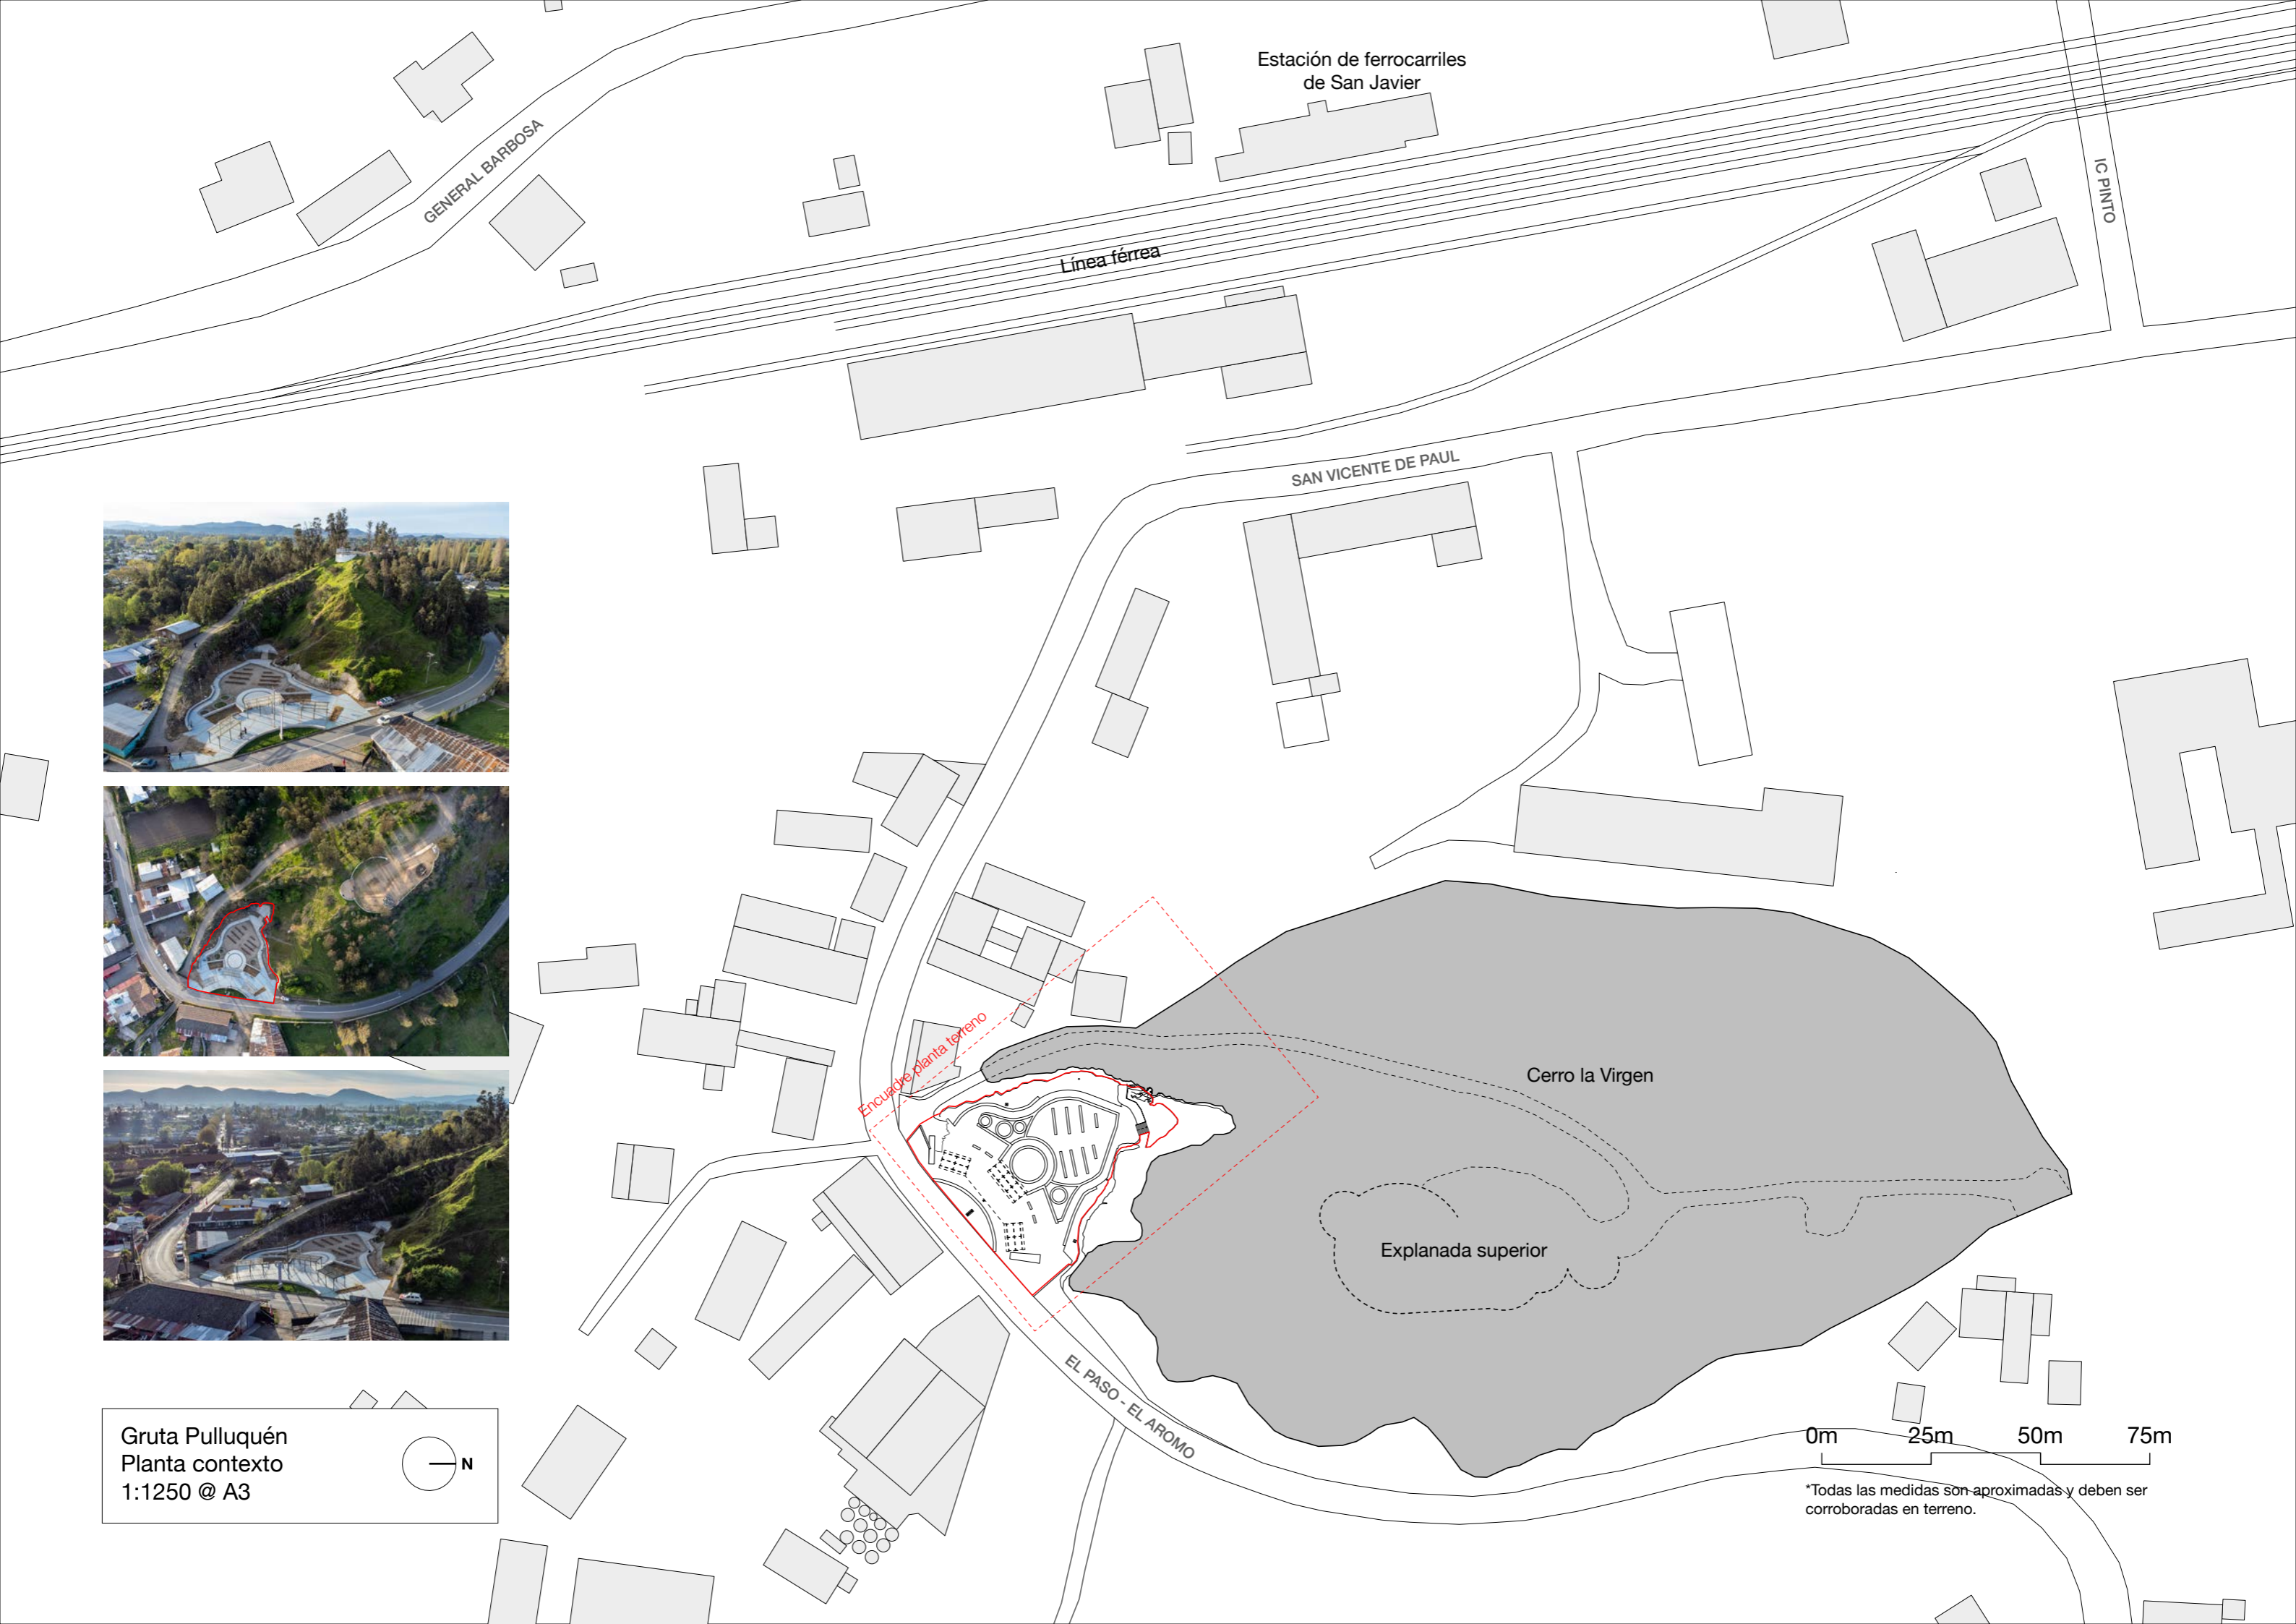 Estación de ferrocarriles
de San Javier
GENERAL BARBOSA
IC PINTO
Línea férrea
SAN VICENTE DE PAUL
Encuadre planta terreno
Cerro la Virgen
Explanada superior
EL PASO - EL AROMO
Gruta Pulluquén
Planta contexto
1:1250 @ A3
N
0m 25m 50m 75m
*Todas las medidas son aproximadas y deben ser
corroboradas en terreno.